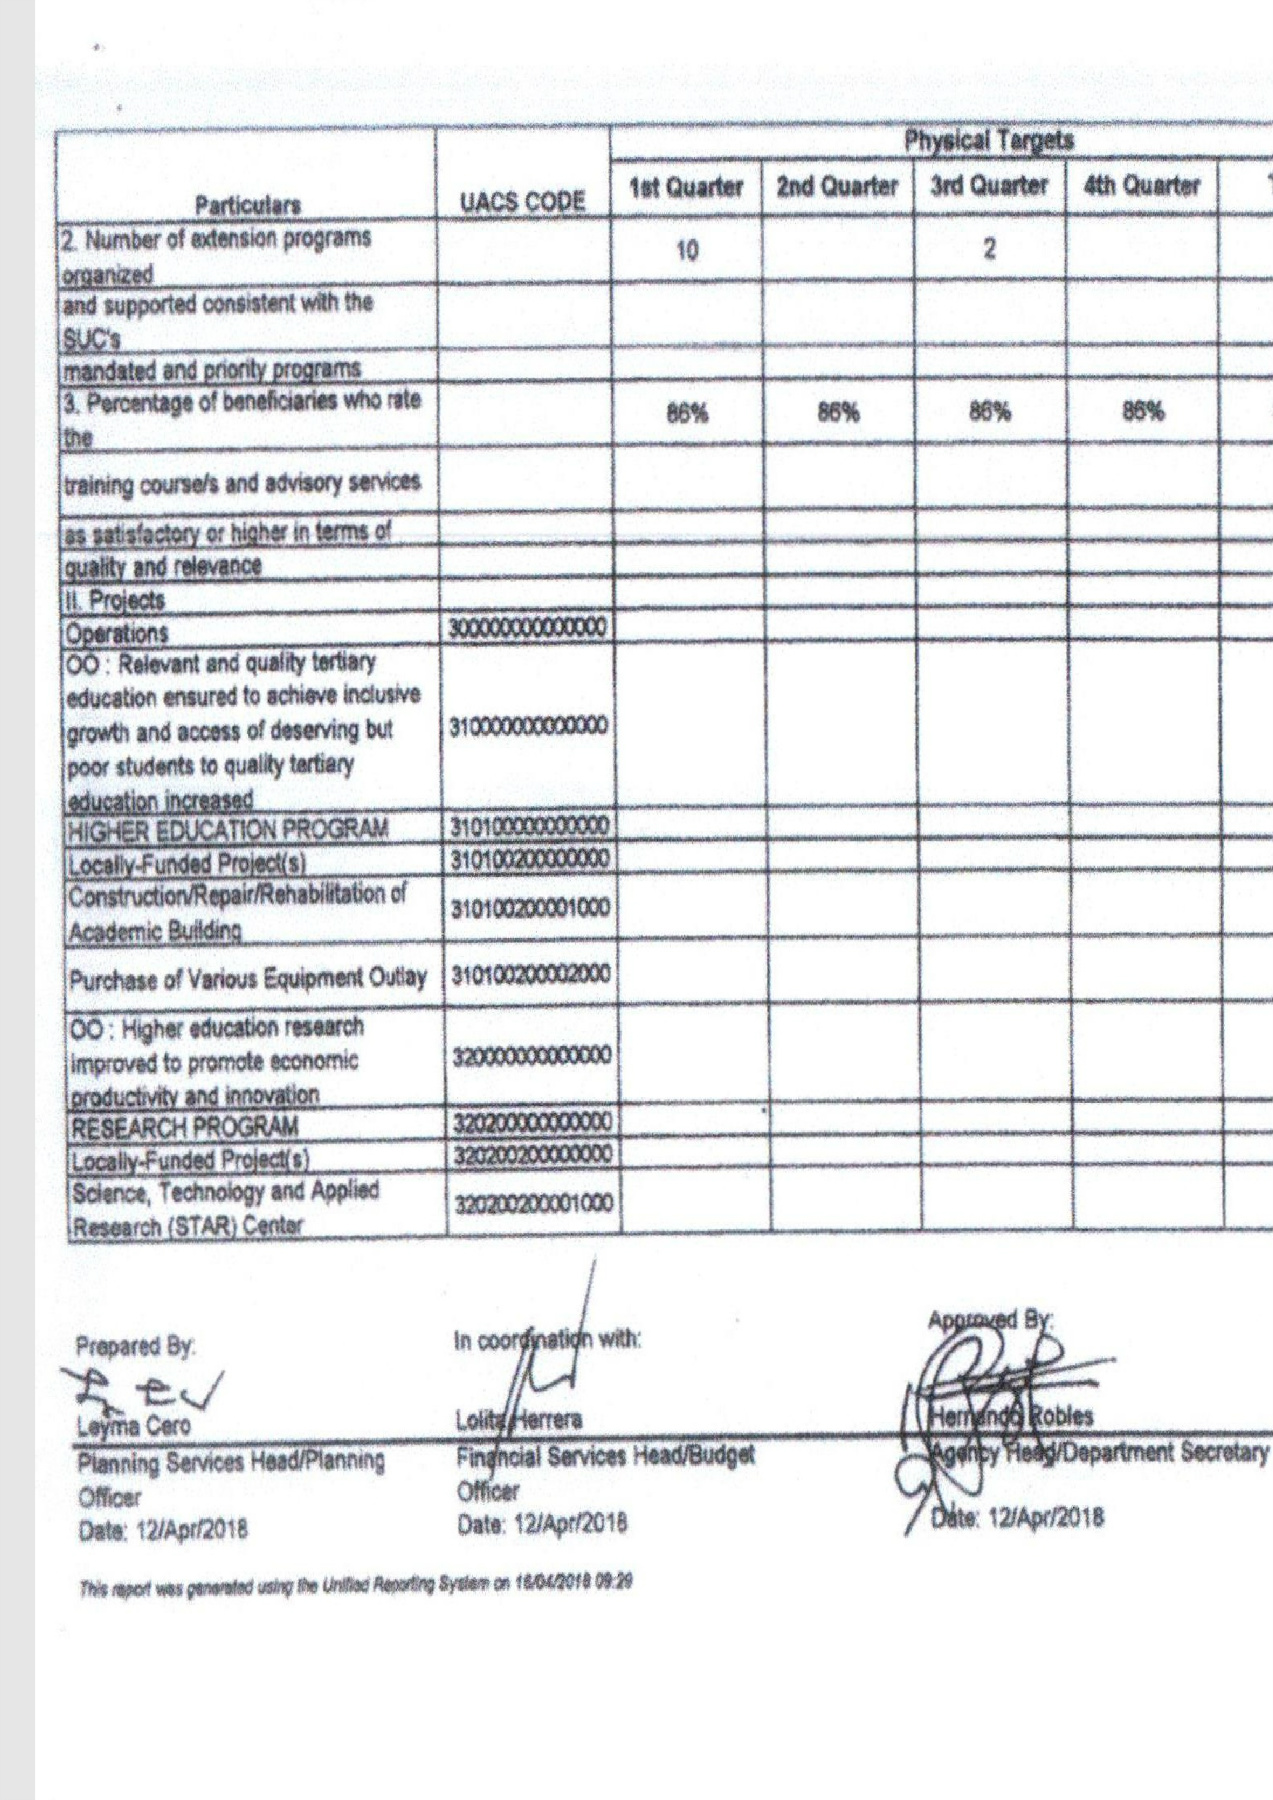 Physical Targets
Particulars UACS CODE 1st Quarter 2nd Quarter 3rd Quarter 4th Quarter
2. Number of extension programs 10 2
organized
and supported consistent with the
SUC's
mandated and priority programs
3. Percentage of beneficiaries who rate 86% 86% 86% 86%
the
training course/s and advisory services
as satisfactory or higher in terms of
quality and relevance
II. Projects
Operations 300000000000000
OO : Relevant and quality tertiary
education ensured to achieve inclusive
growth and access of deserving but 310000000000000
poor students to quality tertiary
education increased
HIGHER EDUCATION PROGRAM 310100000000000
Locally-Funded Project(s) 310100200000000
Construction/Repair/Rehabilitation of 310100200001000
Academic Building
Purchase of Various Equipment Outlay 310100200002000
OO : Higher education research
improved to promote economic 320000000000000
productivity and innovation
RESEARCH PROGRAM 320200000000000
Locally-Funded Project(s) 320200200000000
Science, Technology and Applied 320200200001000
Research (STAR) Center
Prepared By: In coordination with: Approved By:
Leyma Cero Lolita Herrera Hernando Robles
Planning Services Head/Planning Financial Services Head/Budget Agency Head/Department Secretary
Officer Officer
Date: 12/Apr/2018 Date: 12/Apr/2018 Date: 12/Apr/2018
This report was generated using the Unified Reporting System on 16/04/2018 09:29